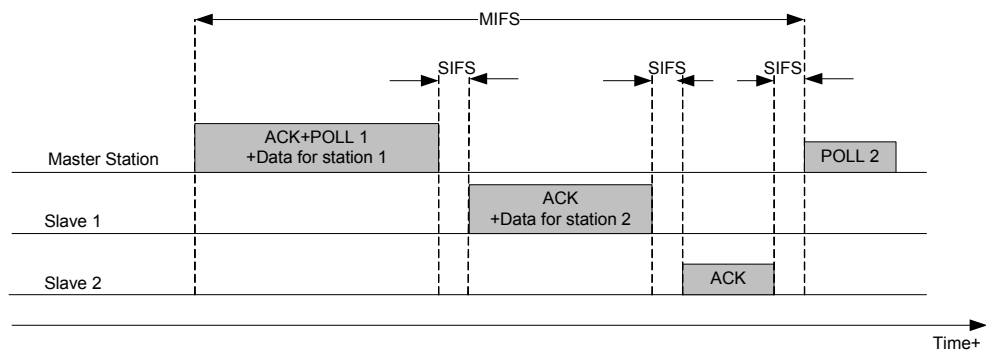 MIFS
SIFS
SIFS
SIFS
Master Station
ACK+POLL 1
+Data for station 1
POLL 2
Slave 1
ACK
+Data for station 2
Slave 2
ACK
Time+